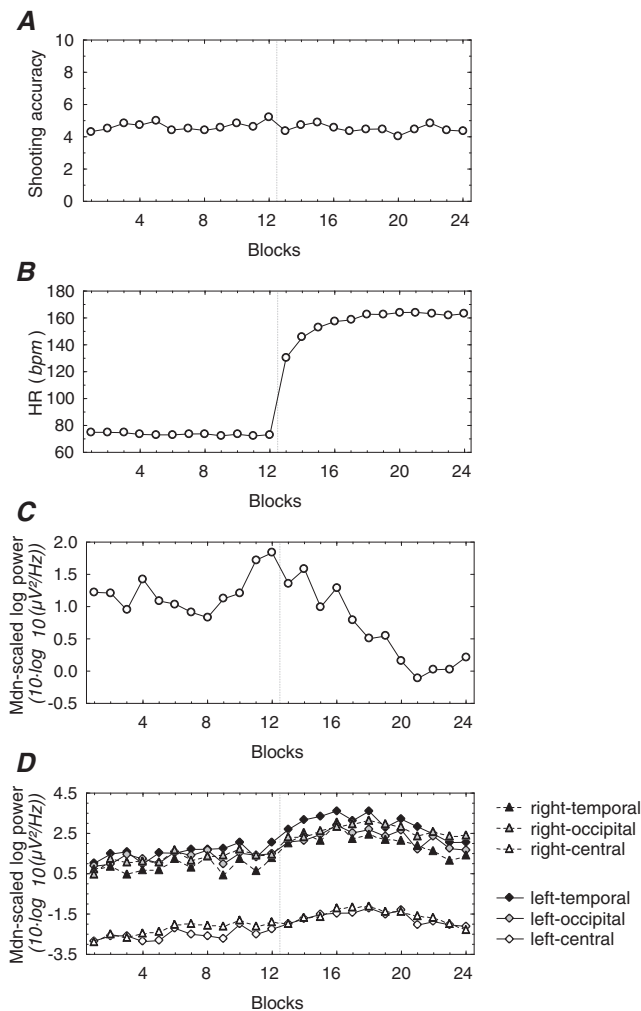 A
10
8
6
4
2
0
Shooting accuracy
4 8 12 16 20 24
Blocks
B
180
160
140
120
100
80
60
HR (bpm)
4 8 12 16 20 24
Blocks
C
2.0
1.5
1.0
0.5
0.0
-0.5
Mdn-scaled log power
(10·log 10(μV²/Hz))
4 8 12 16 20 24
Blocks
D
4.5
2.5
0.5
-1.5
-3.5
Mdn-scaled log power
(10·log 10(μV²/Hz))
4 8 12 16 20 24
Blocks
right-temporal
right-occipital
right-central
left-temporal
left-occipital
left-central